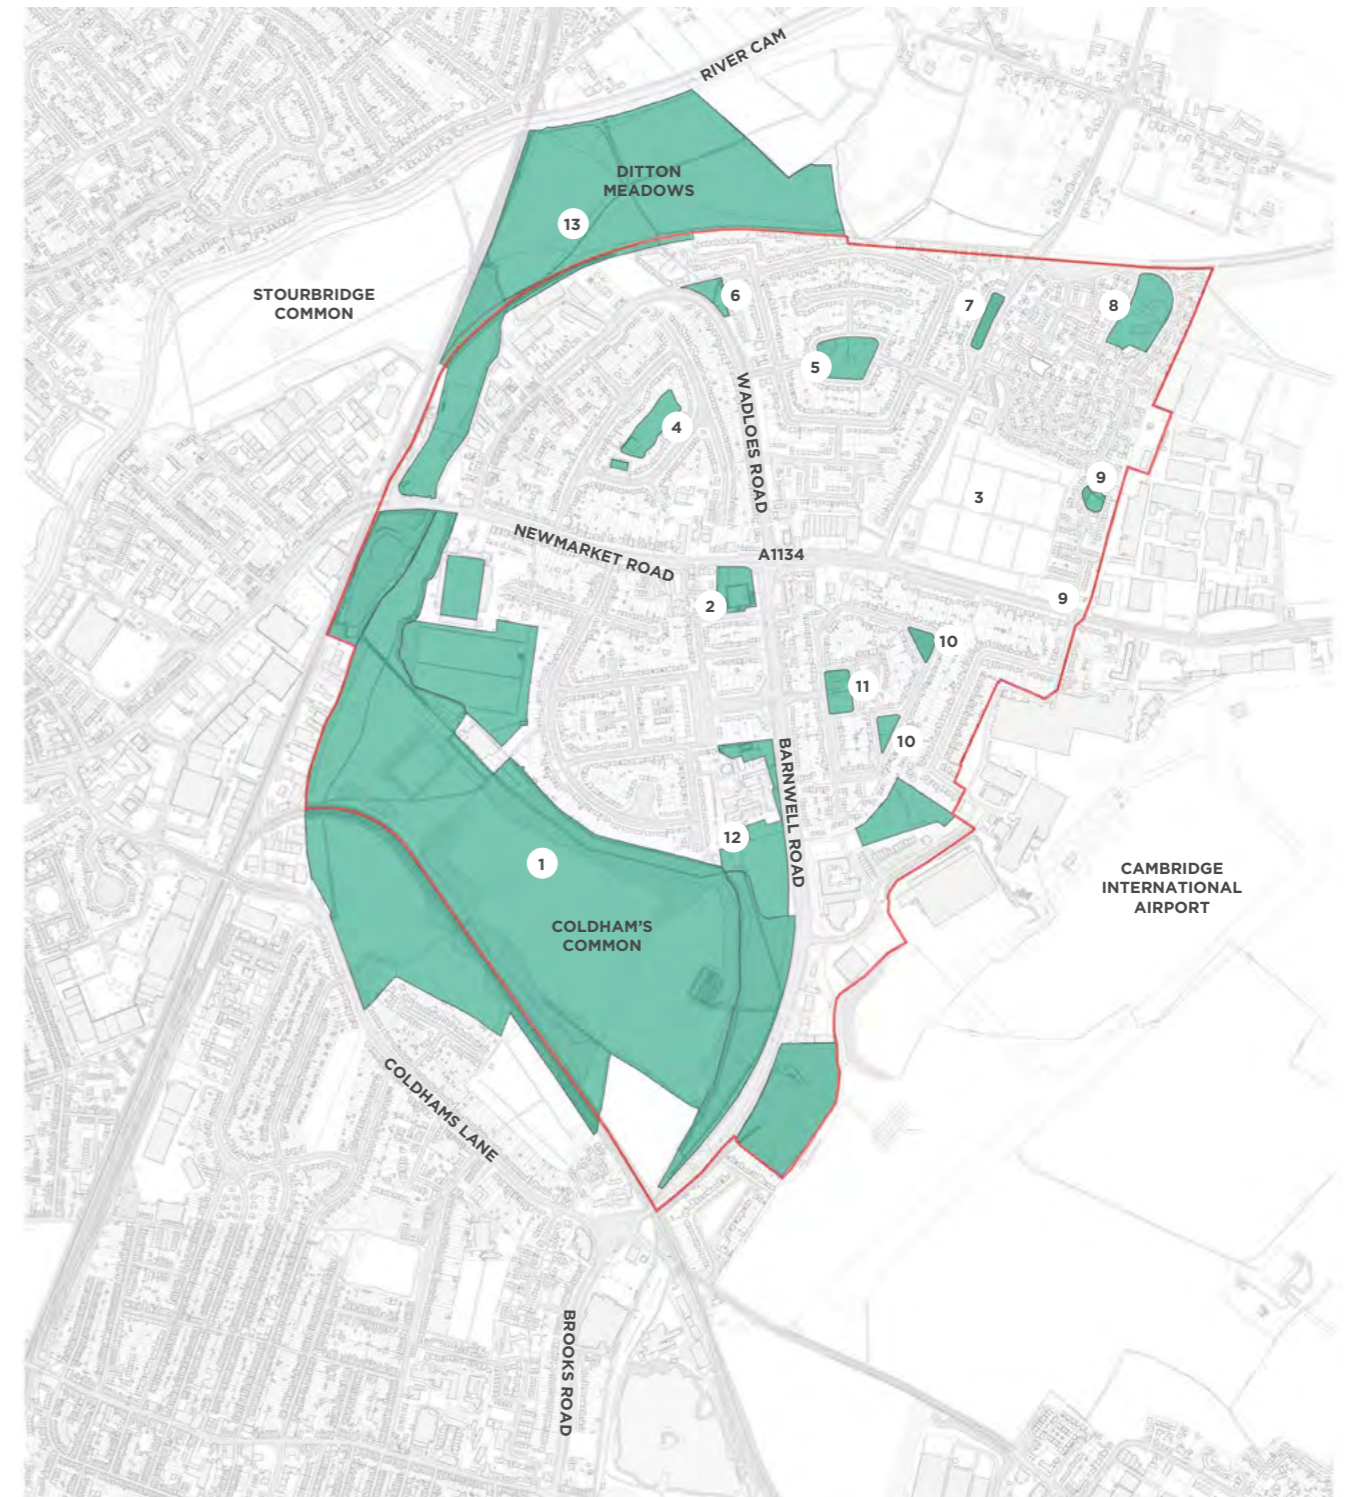 RIVER CAM
DITTON
MEADOWS
13
STOURBRIDGE
COMMON
6
7
8
5
WADLOES ROAD
4
9
3
NEWMARKET ROAD
A1134
2
9
10
11
10
BARNWELL ROAD
12
1
COLDHAM'S
COMMON
CAMBRIDGE
INTERNATIONAL
AIRPORT
COLDHAMS LANE
BROOKS ROAD